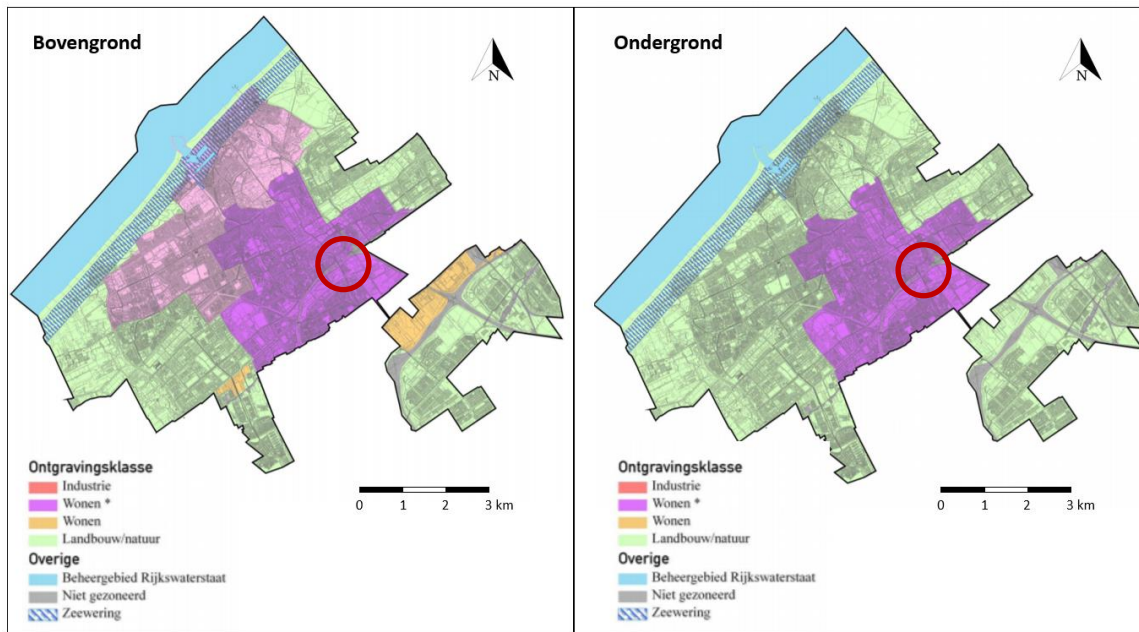 Bovengrond
N
Ontgravingsklasse
Industrie
Wonen *
Wonen
Landbouw/natuur
Overige
Beheergebied Rijkswaterstaat
Niet gezoneerd
Zeewering
0 1 2 3 km
Ondergrond
N
Ontgravingsklasse
Industrie
Wonen *
Wonen
Landbouw/natuur
Overige
Beheergebied Rijkswaterstaat
Niet gezoneerd
Zeewering
0 1 2 3 km